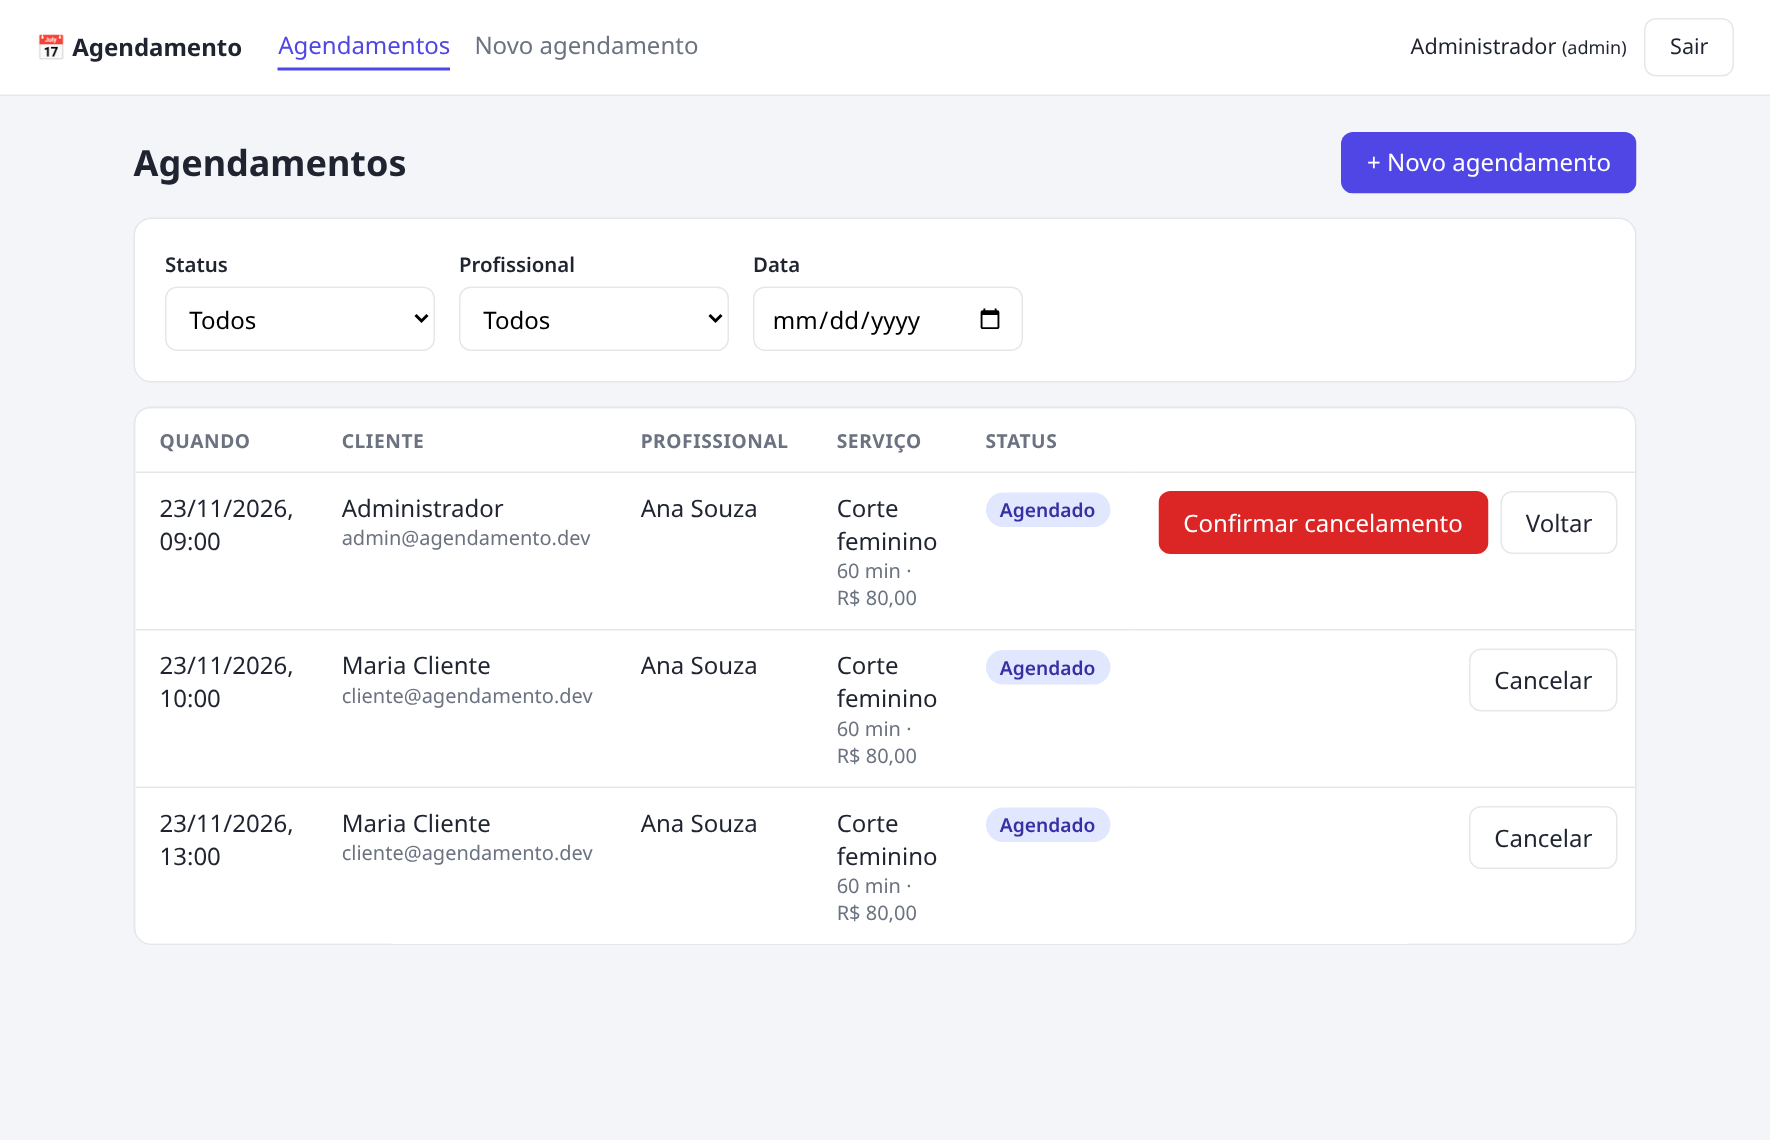 📅 Agendamento Agendamentos Novo agendamento Administrador (admin) Sair
Agendamentos + Novo agendamento
Status Profissional Data
Todos Todos mm/dd/yyyy
QUANDO CLIENTE PROFISSIONAL SERVIÇO STATUS
23/11/2026, Administrador Ana Souza Corte Agendado Confirmar cancelamento Voltar
09:00 admin@agendamento.dev feminino
60 min ·
R$ 80,00
23/11/2026, Maria Cliente Ana Souza Corte Agendado Cancelar
10:00 cliente@agendamento.dev feminino
60 min ·
R$ 80,00
23/11/2026, Maria Cliente Ana Souza Corte Agendado Cancelar
13:00 cliente@agendamento.dev feminino
60 min ·
R$ 80,00